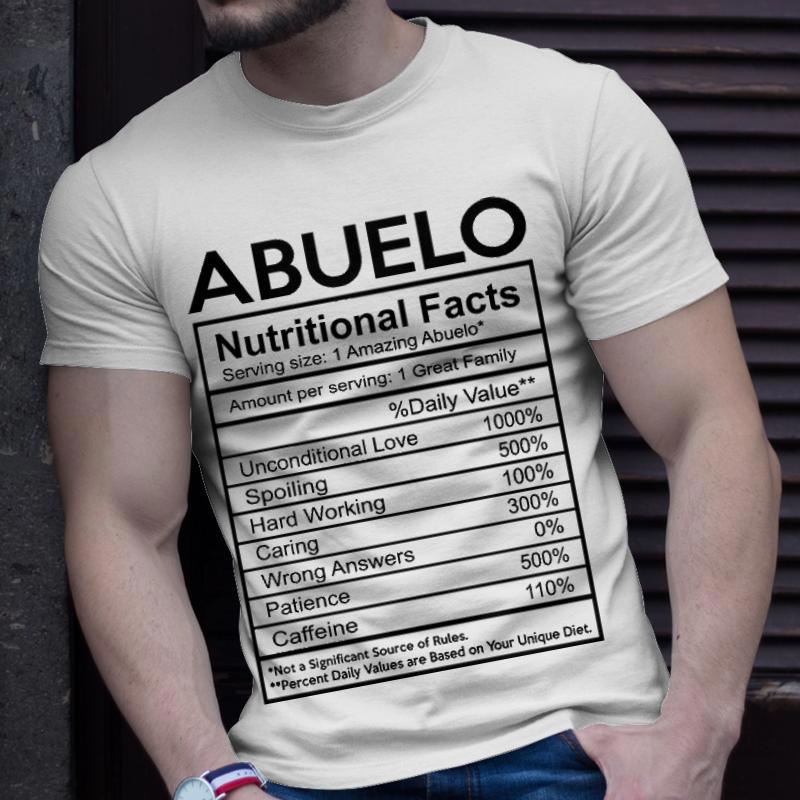 ABUELO
Nutritional Facts
Serving size: 1 Amazing Abuelo*
Amount per serving: 1 Great Family
%Daily Value**
Unconditional Love 1000%
Spoiling 500%
Hard Working 100%
Caring 300%
Wrong Answers 0%
Patience 500%
Caffeine 110%
*Not a Significant Source of Rules.
**Percent Daily Values are Based on Your Unique Diet.